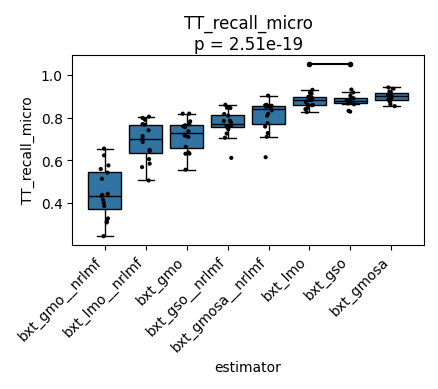 TT_recall_micro
p = 2.51e-19
TT_recall_micro
1.0
0.8
0.6
0.4
bxt_gmo__nrlmf
bxt_lmo__nrlmf
bxt_gmo
bxt_gso__nrlmf
bxt_gmosa__nrlmf
bxt_lmo
bxt_gso
bxt_gmosa
estimator